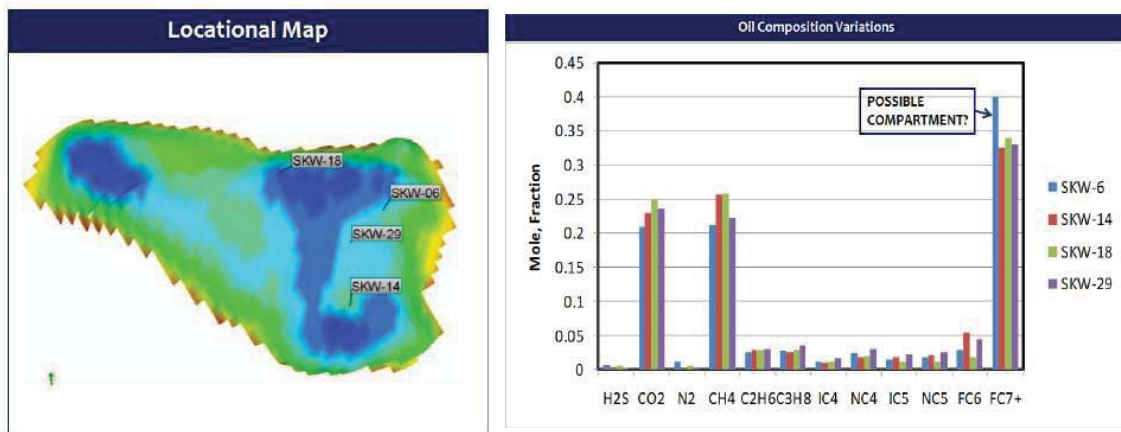 Locational Map
SKW-18
SKW-06
SKW-29
SKW-14
Oil Composition Variations
Mole, Fraction
0.45
0.4
0.35
0.3
0.25
0.2
0.15
0.1
0.05
0
POSSIBLE
COMPARTMENT?
H2S CO2 N2 CH4 C2H6 C3H8 IC4 NC4 IC5 NC5 FC6 FC7+
SKW-6
SKW-14
SKW-18
SKW-29